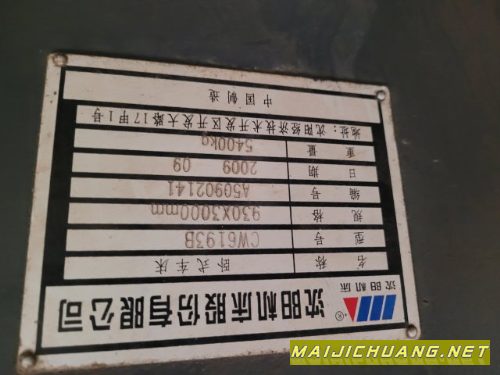 沈阳机床
沈阳机床股份有限公司
名称 卧式车床
型号 CW6193B
规格 930X3000mm
编号 A50902141
日期 2009 09
重量 5400kg
地址：沈阳经济技术开发区开发大路17甲1号
中国制造
MAIJICHUANG.NET